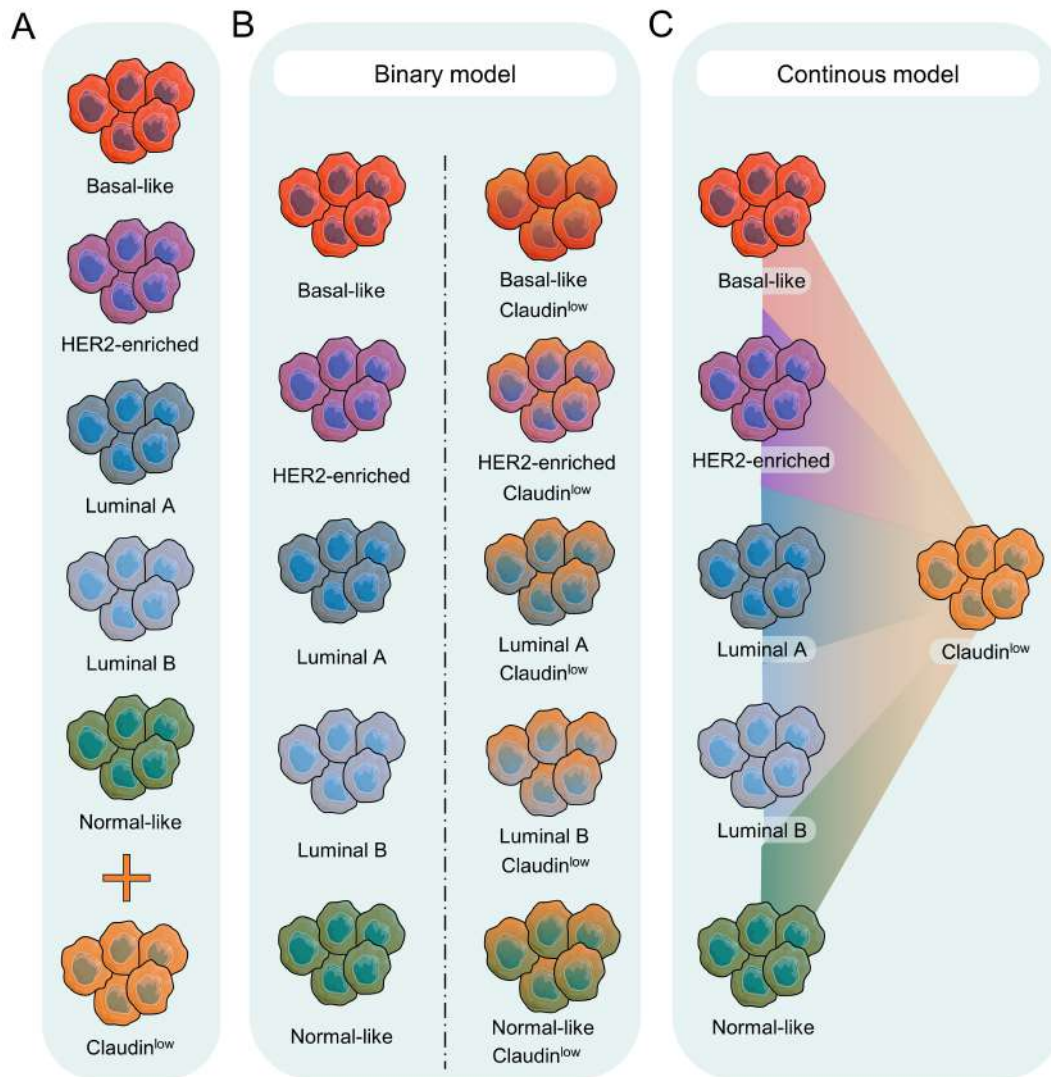 A
Basal-like
HER2-enriched
Luminal A
Luminal B
Normal-like
Claudinlow
B
Binary model
Basal-like
Basal-like
Claudinlow
HER2-enriched
HER2-enriched
Claudinlow
Luminal A
Luminal A
Claudinlow
Luminal B
Luminal B
Claudinlow
Normal-like
Normal-like
Claudinlow
C
Continous model
Basal-like
HER2-enriched
Luminal A
Claudinlow
Luminal B
Normal-like